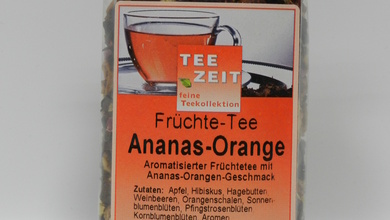 TEE
ZEIT
feine
Teekollektion
Früchte-Tee
Ananas-Orange
Aromatisierter Früchtetee mit
Ananas-Orangen-Geschmack
Zutaten: Apfel, Hibiskus, Hagebutten,
Weinbeeren, Orangenschalen, Sonnen-
blumenblüten, Pfingstrosenblüten
Kornblumenblüten, Aromen